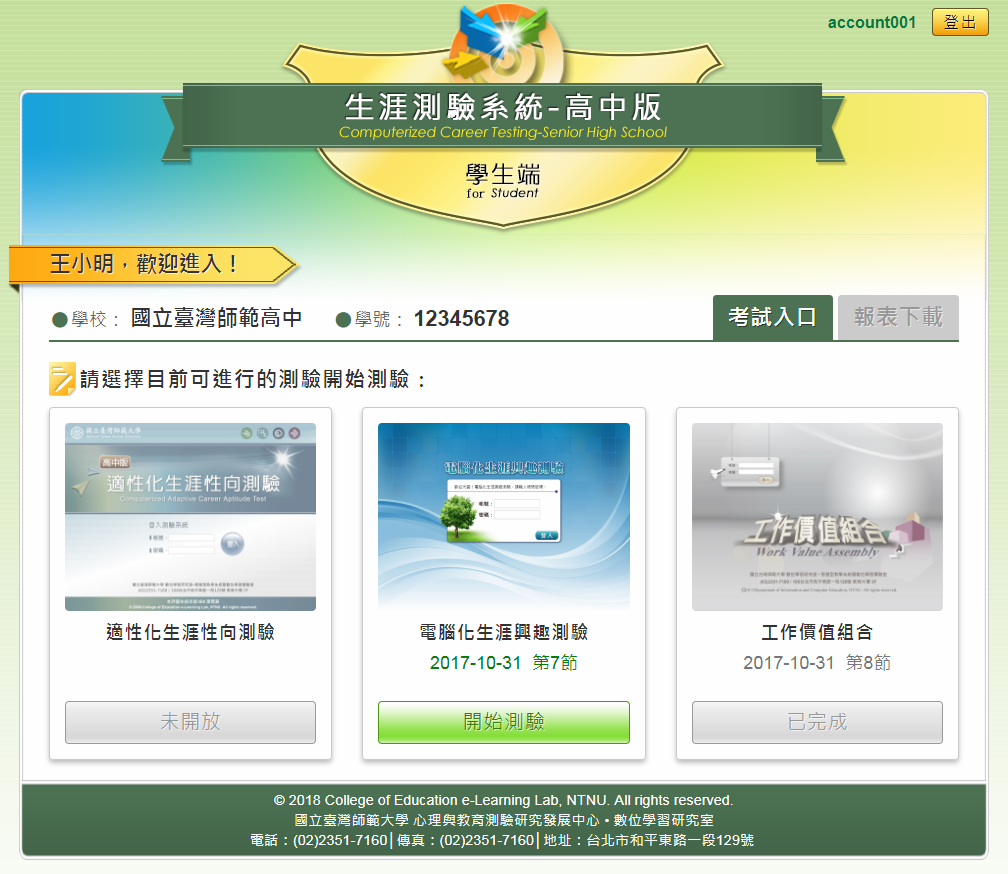 account001
登出
生涯測驗系統-高中版
Computerized Career Testing-Senior High School
學生端
for Student
王小明，歡迎進入！
學校： 國立臺灣師範高中
學號： 12345678
考試入口
報表下載
請選擇目前可進行的測驗開始測驗：
國立臺灣師範大學
高中版
適性化生涯性向測驗
Computerized Adaptive Career Aptitude Test
登入測驗系統
帳號
密碼
登入
適性化生涯性向測驗
未開放
電腦化生涯興趣測驗
帳號：
密碼：
登入
電腦化生涯興趣測驗
2017-10-31 第7節
開始測驗
工作價值組合
Work Value Assembly
工作價值組合
2017-10-31 第8節
已完成
© 2018 College of Education e-Learning Lab, NTNU. All rights reserved.
國立臺灣師範大學 心理與教育測驗研究發展中心 • 數位學習研究室
電話：(02)2351-7160│傳真：(02)2351-7160│地址：台北市和平東路一段129號